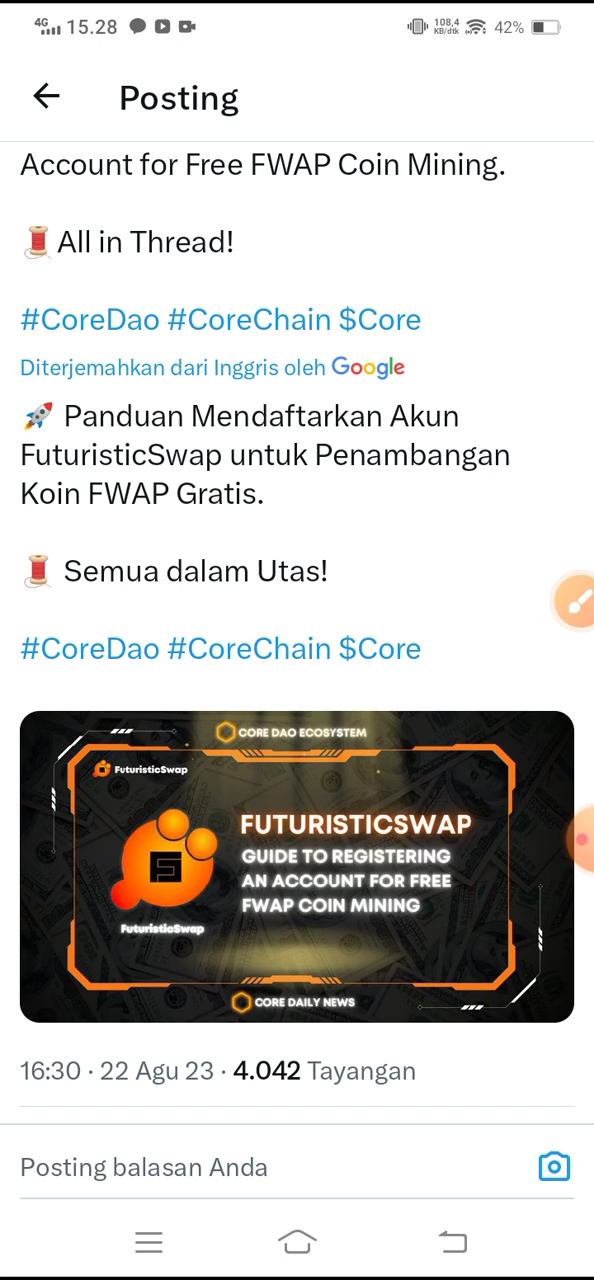 4G 15.28 108,4 KB/dtk 42%
Posting
Account for Free FWAP Coin Mining.
🧵 All in Thread!
#CoreDao #CoreChain $Core
Diterjemahkan dari Inggris oleh Google
🚀 Panduan Mendaftarkan Akun
FuturisticSwap untuk Penambangan
Koin FWAP Gratis.
🧵 Semua dalam Utas!
#CoreDao #CoreChain $Core
CORE DAO ECOSYSTEM
FuturisticSwap
FUTURISTICSWAP
GUIDE TO REGISTERING
AN ACCOUNT FOR FREE
FWAP COIN MINING
FuturisticSwap
CORE DAILY NEWS
16:30 · 22 Agu 23 · 4.042 Tayangan
Posting balasan Anda